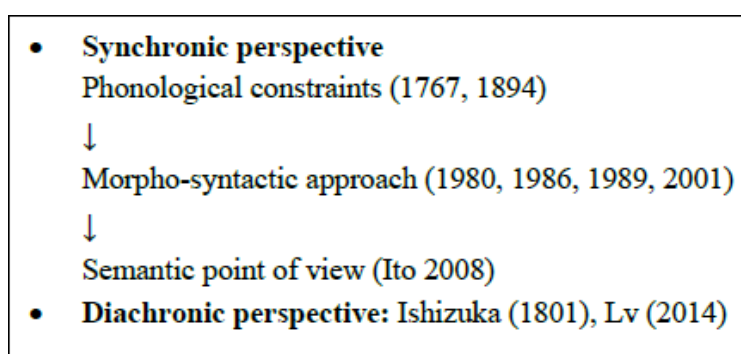 • Synchronic perspective
Phonological constraints (1767, 1894)
↓
Morpho-syntactic approach (1980, 1986, 1989, 2001)
↓
Semantic point of view (Ito 2008)
• Diachronic perspective: Ishizuka (1801), Lv (2014)